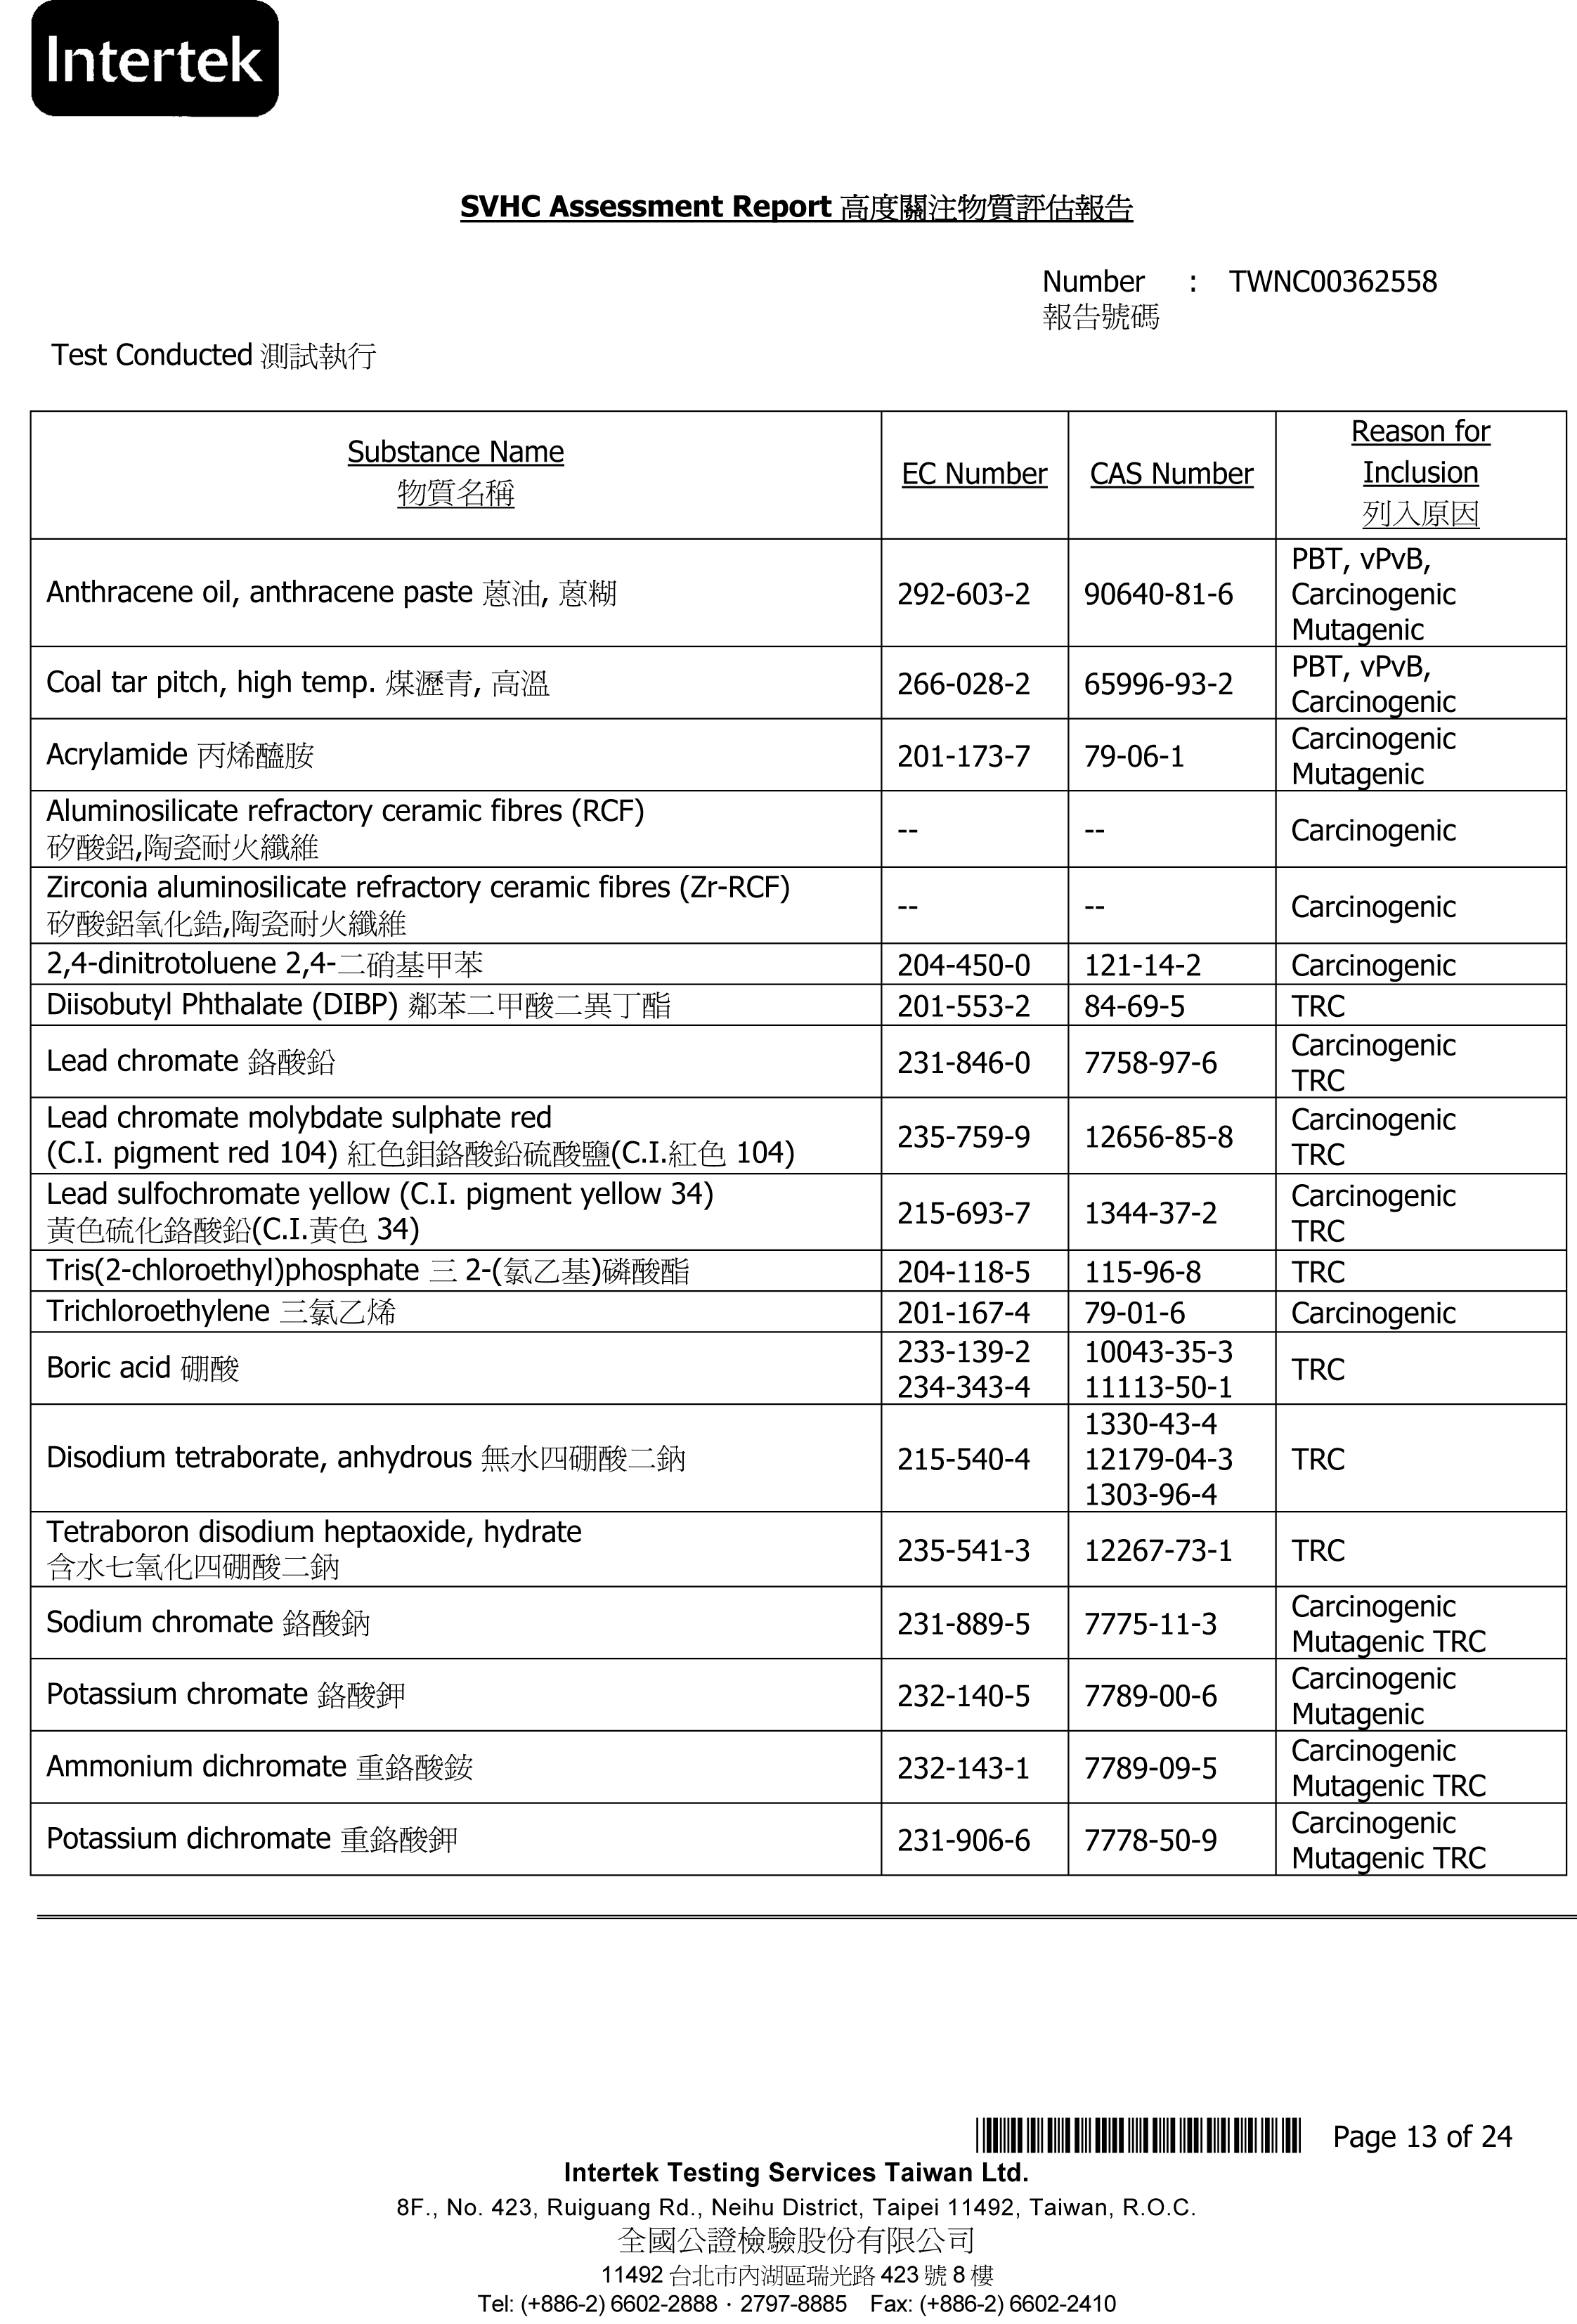 Intertek
SVHC Assessment Report 高度關注物質評估報告
Number : TWNC00362558
報告號碼
Test Conducted 測試執行
Substance Name
物質名稱
EC Number
CAS Number
Reason for
Inclusion
列入原因
Anthracene oil, anthracene paste 蒽油, 蒽糊
292-603-2
90640-81-6
PBT, vPvB,
Carcinogenic
Mutagenic
Coal tar pitch, high temp. 煤瀝青, 高溫
266-028-2
65996-93-2
PBT, vPvB,
Carcinogenic
Acrylamide 丙烯醯胺
201-173-7
79-06-1
Carcinogenic
Mutagenic
Aluminosilicate refractory ceramic fibres (RCF)
矽酸鋁,陶瓷耐火纖維
--
--
Carcinogenic
Zirconia aluminosilicate refractory ceramic fibres (Zr-RCF)
矽酸鋁氧化鋯,陶瓷耐火纖維
--
--
Carcinogenic
2,4-dinitrotoluene 2,4-二硝基甲苯
204-450-0
121-14-2
Carcinogenic
Diisobutyl Phthalate (DIBP) 鄰苯二甲酸二異丁酯
201-553-2
84-69-5
TRC
Lead chromate 鉻酸鉛
231-846-0
7758-97-6
Carcinogenic
TRC
Lead chromate molybdate sulphate red
(C.I. pigment red 104) 紅色鉬鉻酸鉛硫酸鹽(C.I.紅色 104)
235-759-9
12656-85-8
Carcinogenic
TRC
Lead sulfochromate yellow (C.I. pigment yellow 34)
黃色硫化鉻酸鉛(C.I.黃色 34)
215-693-7
1344-37-2
Carcinogenic
TRC
Tris(2-chloroethyl)phosphate 三 2-(氯乙基)磷酸酯
204-118-5
115-96-8
TRC
Trichloroethylene 三氯乙烯
201-167-4
79-01-6
Carcinogenic
Boric acid 硼酸
233-139-2
234-343-4
10043-35-3
11113-50-1
TRC
Disodium tetraborate, anhydrous 無水四硼酸二鈉
215-540-4
1330-43-4
12179-04-3
1303-96-4
TRC
Tetraboron disodium heptaoxide, hydrate
含水七氧化四硼酸二鈉
235-541-3
12267-73-1
TRC
Sodium chromate 鉻酸鈉
231-889-5
7775-11-3
Carcinogenic
Mutagenic TRC
Potassium chromate 鉻酸鉀
232-140-5
7789-00-6
Carcinogenic
Mutagenic
Ammonium dichromate 重鉻酸銨
232-143-1
7789-09-5
Carcinogenic
Mutagenic TRC
Potassium dichromate 重鉻酸鉀
231-906-6
7778-50-9
Carcinogenic
Mutagenic TRC
Page 13 of 24
Intertek Testing Services Taiwan Ltd.
8F., No. 423, Ruiguang Rd., Neihu District, Taipei 11492, Taiwan, R.O.C.
全國公證檢驗股份有限公司
11492 台北市內湖區瑞光路 423 號 8 樓
Tel: (+886-2) 6602-2888 · 2797-8885 Fax: (+886-2) 6602-2410